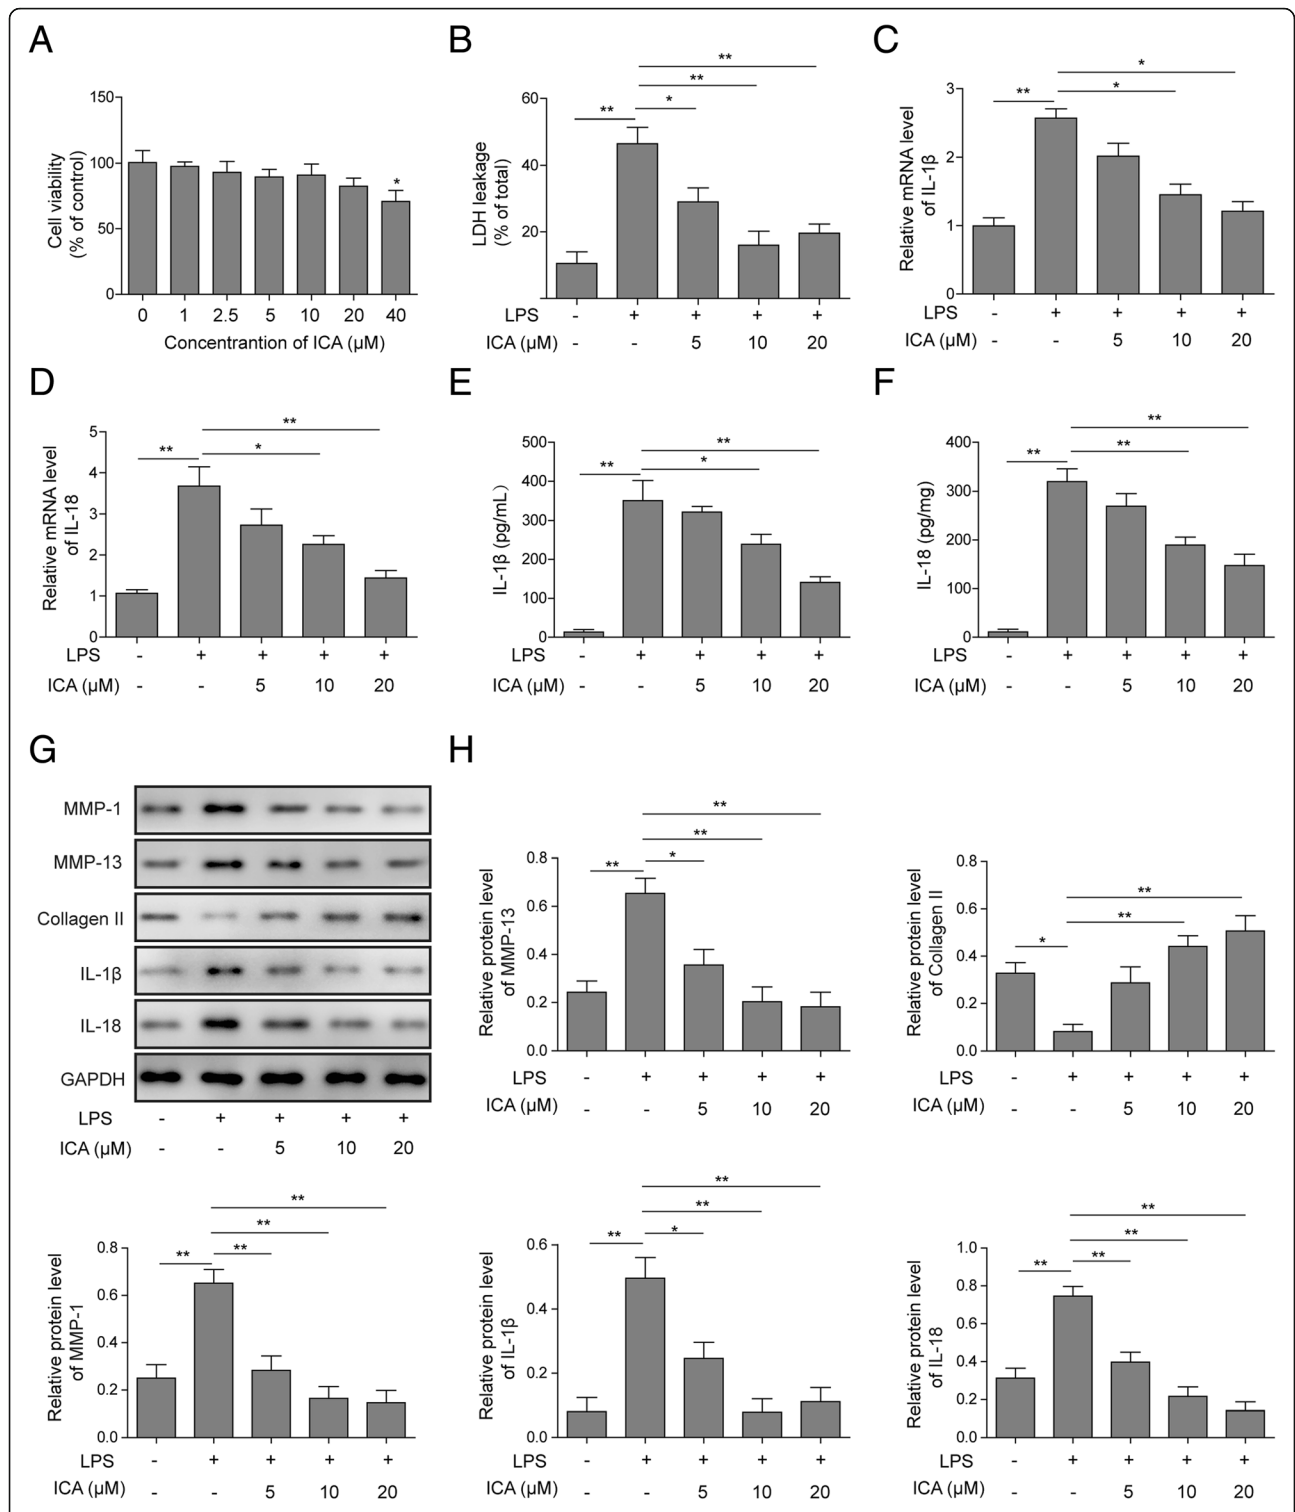 A
Cell viability
(% of control)
150
100
50
0
*
0 1 2.5 5 10 20 40
Concentrantion of ICA (μM)
B
LDH leakage
(% of total)
60
40
20
** * ** **
LPS - + + + +
ICA (μM) - - 5 10 20
C
Relative mRNA level
of IL-1β
3
2
1
0
** * *
LPS - + + + +
ICA (μM) - - 5 10 20
D
Relative mRNA level
of IL-18
5
4
3
2
1
0
** * **
LPS - + + + +
ICA (μM) - - 5 10 20
E
IL-1β (pg/mL)
500
400
300
200
100
0
** * **
LPS - + + + +
ICA (μM) - - 5 10 20
F
IL-18 (pg/mg)
400
300
200
100
0
** ** **
LPS - + + + +
ICA (μM) - - 5 10 20
G
MMP-1
MMP-13
Collagen II
IL-1β
IL-18
GAPDH
LPS - + + + +
ICA (μM) - - 5 10 20
H
Relative protein level
of MMP-13
0.8
0.6
0.4
0.2
0.0
** * ** **
LPS - + + + +
ICA (μM) - - 5 10 20
Relative protein level
of Collagen II
0.8
0.6
0.4
0.2
0.0
* ** **
LPS - + + + +
ICA (μM) - - 5 10 20
Relative protein level
of MMP-1
0.8
0.6
0.4
0.2
0.0
** ** ** **
LPS - + + + +
ICA (μM) - - 5 10 20
Relative protein level
of IL-1β
0.6
0.4
0.2
0.0
** * ** **
LPS - + + + +
ICA (μM) - - 5 10 20
Relative protein level
of IL-18
1.0
0.8
0.6
0.4
0.2
0.0
** ** ** **
LPS - + + + +
ICA (μM) - - 5 10 20